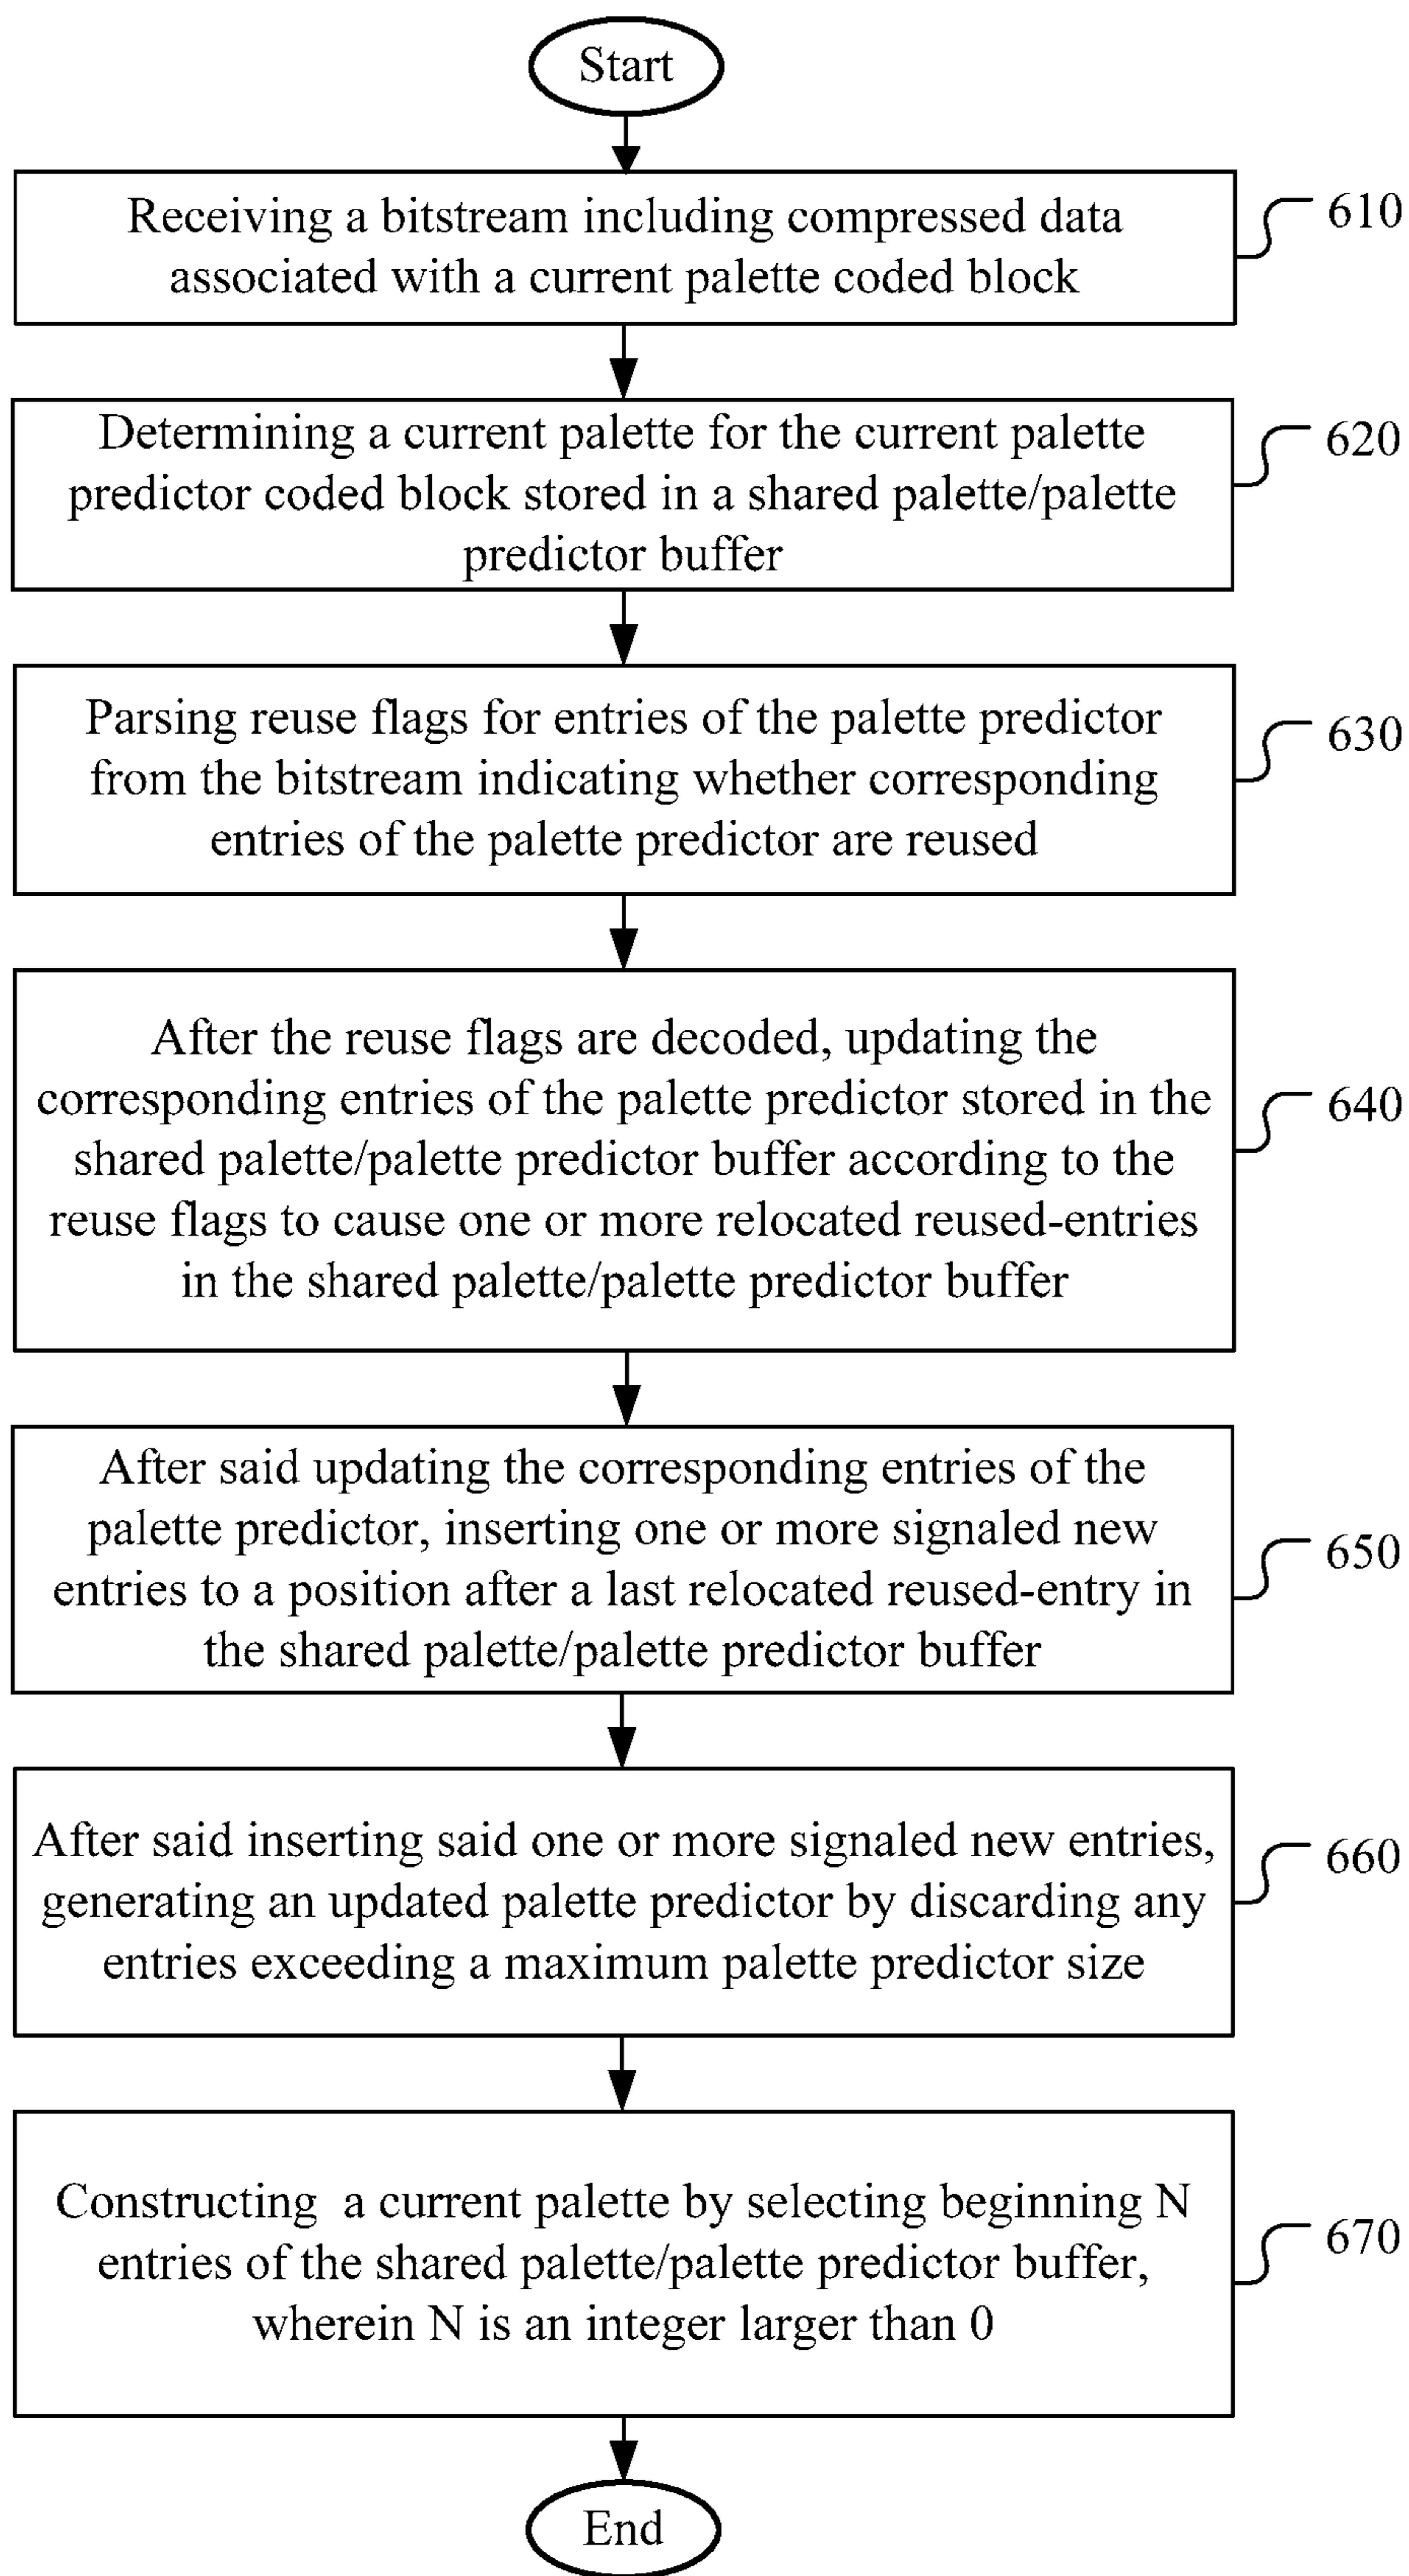 Start
Receiving a bitstream including compressed data
associated with a current palette coded block
610
Determining a current palette for the current palette
predictor coded block stored in a shared palette/palette
predictor buffer
620
Parsing reuse flags for entries of the palette predictor
from the bitstream indicating whether corresponding
entries of the palette predictor are reused
630
After the reuse flags are decoded, updating the
corresponding entries of the palette predictor stored in the
shared palette/palette predictor buffer according to the
reuse flags to cause one or more relocated reused-entries
in the shared palette/palette predictor buffer
640
After said updating the corresponding entries of the
palette predictor, inserting one or more signaled new
entries to a position after a last relocated reused-entry in
the shared palette/palette predictor buffer
650
After said inserting said one or more signaled new entries,
generating an updated palette predictor by discarding any
entries exceeding a maximum palette predictor size
660
Constructing a current palette by selecting beginning N
entries of the shared palette/palette predictor buffer,
wherein N is an integer larger than 0
670
End